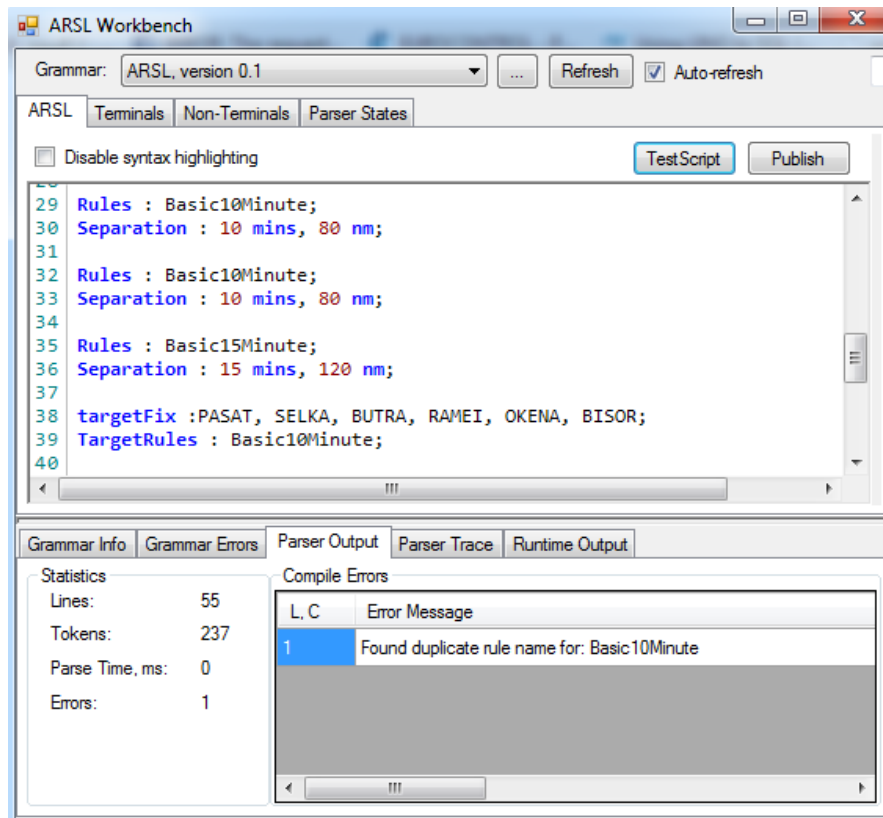 ARSL Workbench
Grammar: ARSL, version 0.1 ... Refresh Auto-refresh
ARSL Terminals Non-Terminals Parser States
Disable syntax highlighting TestScript Publish
29 Rules : Basic10Minute;
30 Separation : 10 mins, 80 nm;
31
32 Rules : Basic10Minute;
33 Separation : 10 mins, 80 nm;
34
35 Rules : Basic15Minute;
36 Separation : 15 mins, 120 nm;
37
38 targetFix :PASAT, SELKA, BUTRA, RAMEI, OKENA, BISOR;
39 TargetRules : Basic10Minute;
40
Grammar Info Grammar Errors Parser Output Parser Trace Runtime Output
Statistics Compile Errors
Lines: 55 L, C Error Message
Tokens: 237 1 Found duplicate rule name for: Basic10Minute
Parse Time, ms: 0
Errors: 1